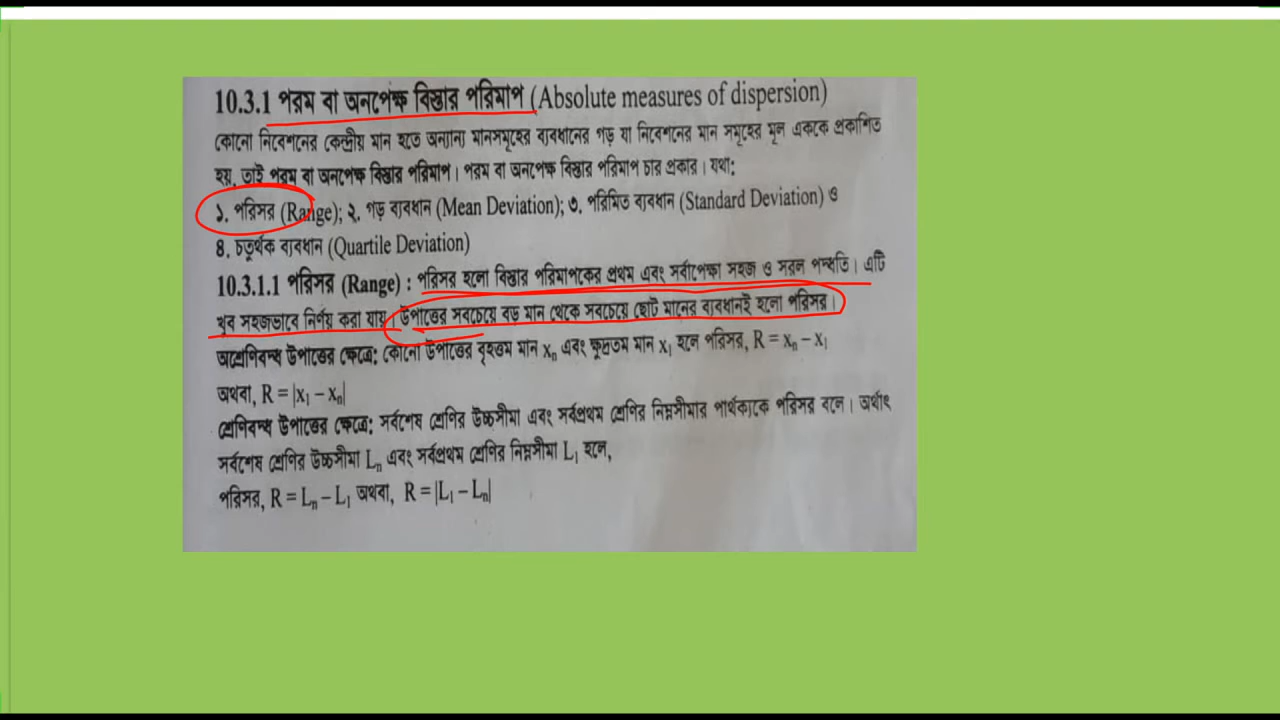 10.3.1 পরম বা অনপেক্ষ বিস্তার পরিমাপ (Absolute measures of dispersion)
কোনো নিবেশনের কেন্দ্রীয় মান হতে অন্যান্য মানসমূহের ব্যবধানের গড় যা নিবেশনের মান সমূহের মূল এককে প্রকাশিত
হয়, তাই পরম বা অনপেক্ষ বিস্তার পরিমাপ। পরম বা অনপেক্ষ বিস্তার পরিমাপ চার প্রকার। যথা:
১. পরিসর (Range); ২. গড় ব্যবধান (Mean Deviation); ৩. পরিমিত ব্যবধান (Standard Deviation) ও
৪. চতুর্থক ব্যবধান (Quartile Deviation)
10.3.1.1 পরিসর (Range) : পরিসর হলো বিস্তার পরিমাপকের প্রথম এবং সর্বাপেক্ষা সহজ ও সরল পদ্ধতি। এটি
খুব সহজভাবে নির্ণয় করা যায়। উপাত্তের সবচেয়ে বড় মান থেকে সবচেয়ে ছোট মানের ব্যবধানই হলো পরিসর।
অশ্রেণিবদ্ধ উপাত্তের ক্ষেত্রে: কোনো উপাত্তের বৃহত্তম মান xₙ এবং ক্ষুদ্রতম মান x₁ হলে পরিসর, R = xₙ – x₁
অথবা, R = |x₁ – xₙ|
শ্রেণিবদ্ধ উপাত্তের ক্ষেত্রে: সর্বশেষ শ্রেণির উচ্চসীমা এবং সর্বপ্রথম শ্রেণির নিম্নসীমার পার্থক্যকে পরিসর বলে। অর্থাৎ
সর্বশেষ শ্রেণির উচ্চসীমা Lₙ এবং সর্বপ্রথম শ্রেণির নিম্নসীমা L₁ হলে,
পরিসর, R = Lₙ – L₁ অথবা, R = |L₁ – Lₙ|